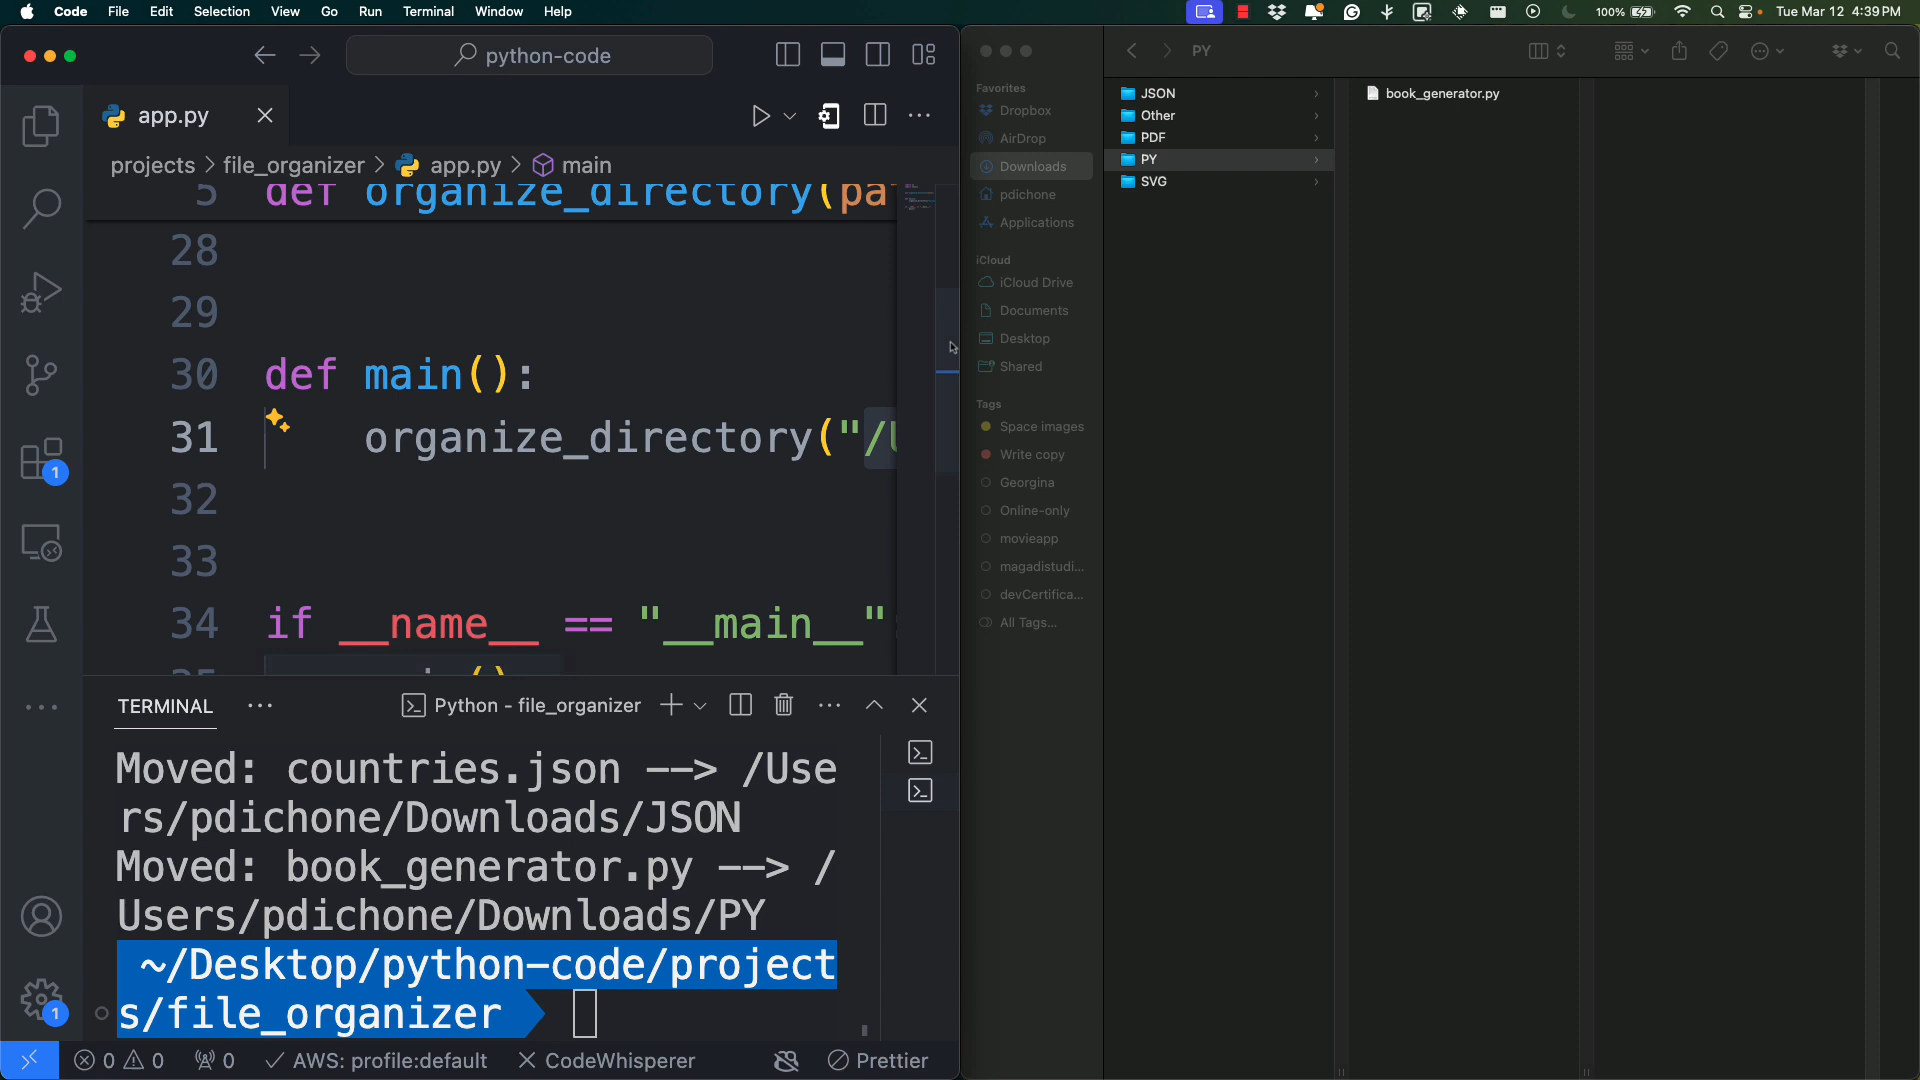 Code File Edit Selection View Go Run Terminal Window Help
100% Tue Mar 12 4:39 PM
python-code
app.py
projects > file_organizer > app.py > main
5 def organize_directory(pa
28
29
30 def main():
31 organize_directory("/U
32
33
34 if __name__ == "__main__"
1
1
TERMINAL
Python - file_organizer
Moved: countries.json --> /Use
rs/pdichone/Downloads/JSON
Moved: book_generator.py --> /
Users/pdichone/Downloads/PY
~/Desktop/python-code/project
s/file_organizer
0 0 0 AWS: profile:default CodeWhisperer Prettier
PY
Favorites
Dropbox
AirDrop
Downloads
pdichone
Applications
iCloud
iCloud Drive
Documents
Desktop
Shared
Tags
Space images
Write copy
Georgina
Online-only
movieapp
magadistudi...
devCertifica...
All Tags...
JSON
Other
PDF
PY
SVG
book_generator.py